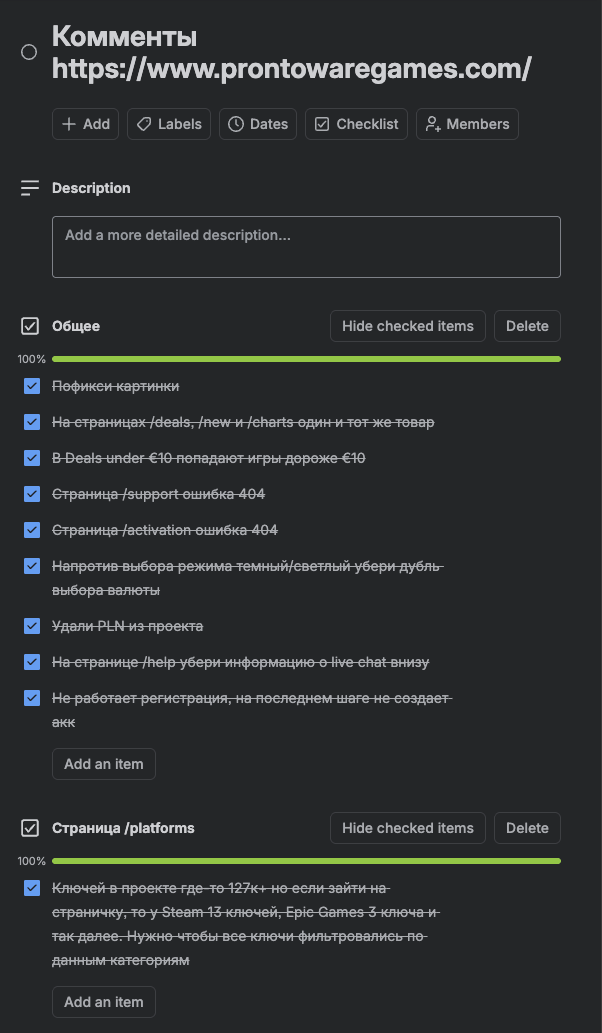 Комменты
https://www.prontowaregames.com/
Add
Labels
Dates
Checklist
Members
Description
Add a more detailed description...
Общее
Hide checked items
Delete
100%
Пофикси картинки
На страницах /deals, /new и /charts один и тот же товар
В Deals under €10 попадают игры дороже €10
Страница /support ошибка 404
Страница /activation ошибка 404
Напротив выбора режима темный/светлый убери дубль
выбора валюты
Удали PLN из проекта
На странице /help убери информацию о live chat внизу
Не работает регистрация, на последнем шаге не создает
акк
Add an item
Страница /platforms
Hide checked items
Delete
100%
Ключей в проекте где-то 127к+ но если зайти на
страничку, то у Steam 13 ключей, Epic Games 3 ключа и
так далее. Нужно чтобы все ключи фильтровались по
данным категориям
Add an item